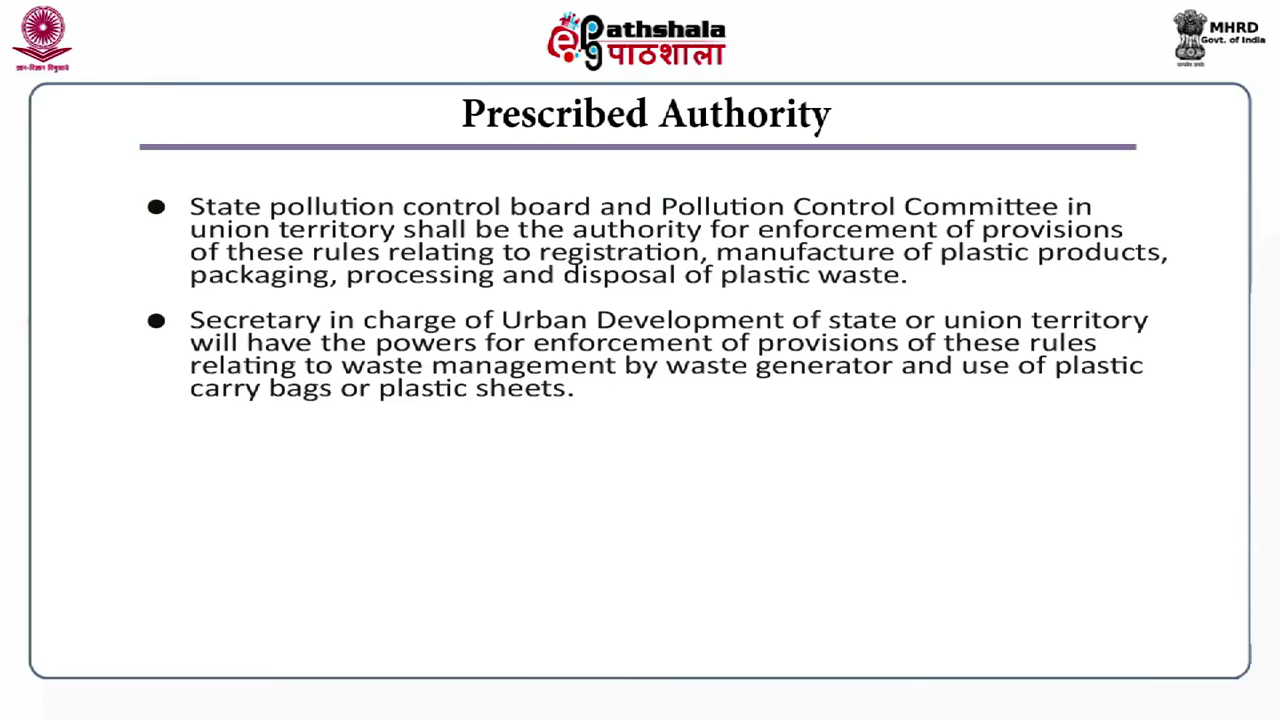 ज्ञान-विज्ञान विमुक्तये
epg Pathshala
पाठशाला
MHRD
Govt. of India
Prescribed Authority
● State pollution control board and Pollution Control Committee in
union territory shall be the authority for enforcement of provisions
of these rules relating to registration, manufacture of plastic products,
packaging, processing and disposal of plastic waste.
● Secretary in charge of Urban Development of state or union territory
will have the powers for enforcement of provisions of these rules
relating to waste management by waste generator and use of plastic
carry bags or plastic sheets.